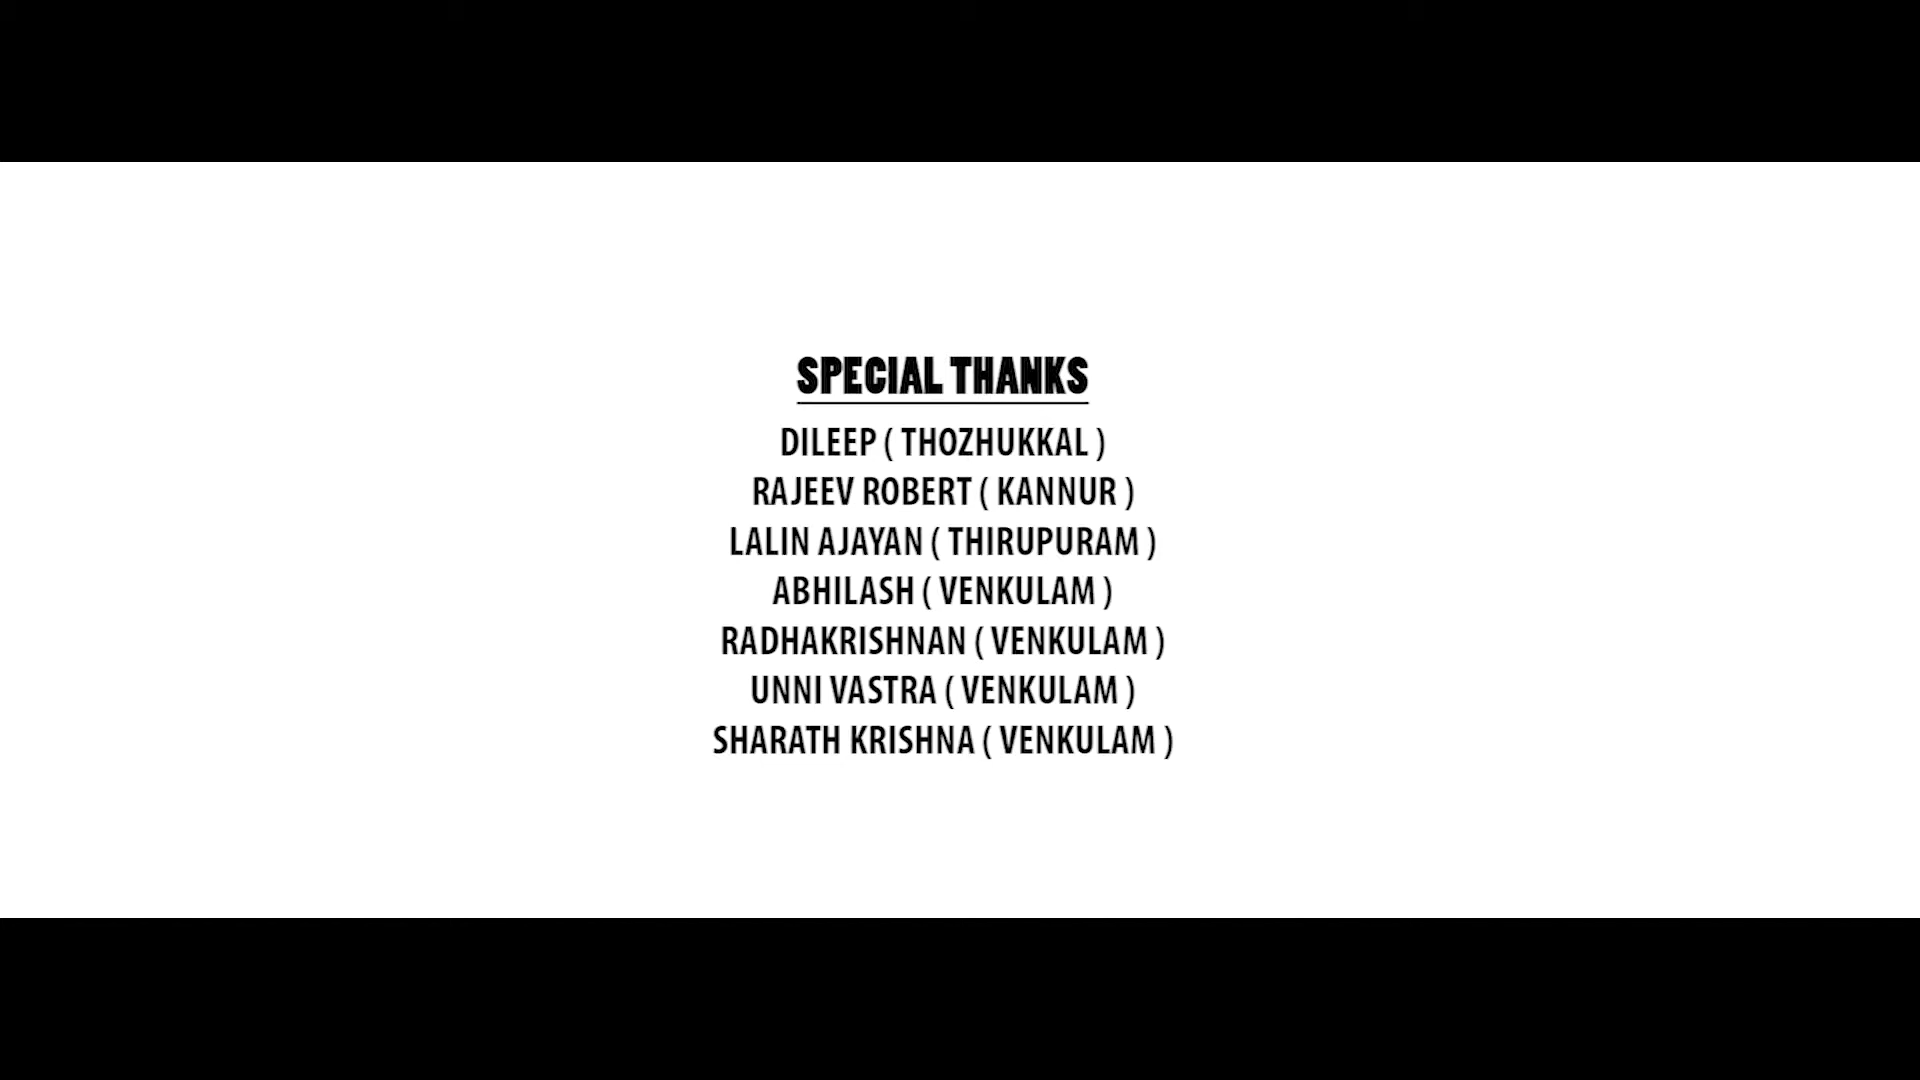 SPECIAL THANKS
DILEEP ( THOZHUKKAL )
RAJEEV ROBERT ( KANNUR )
LALIN AJAYAN ( THIRUPURAM )
ABHILASH ( VENKULAM )
RADHAKRISHNAN ( VENKULAM )
UNNI VASTRA ( VENKULAM )
SHARATH KRISHNA ( VENKULAM )